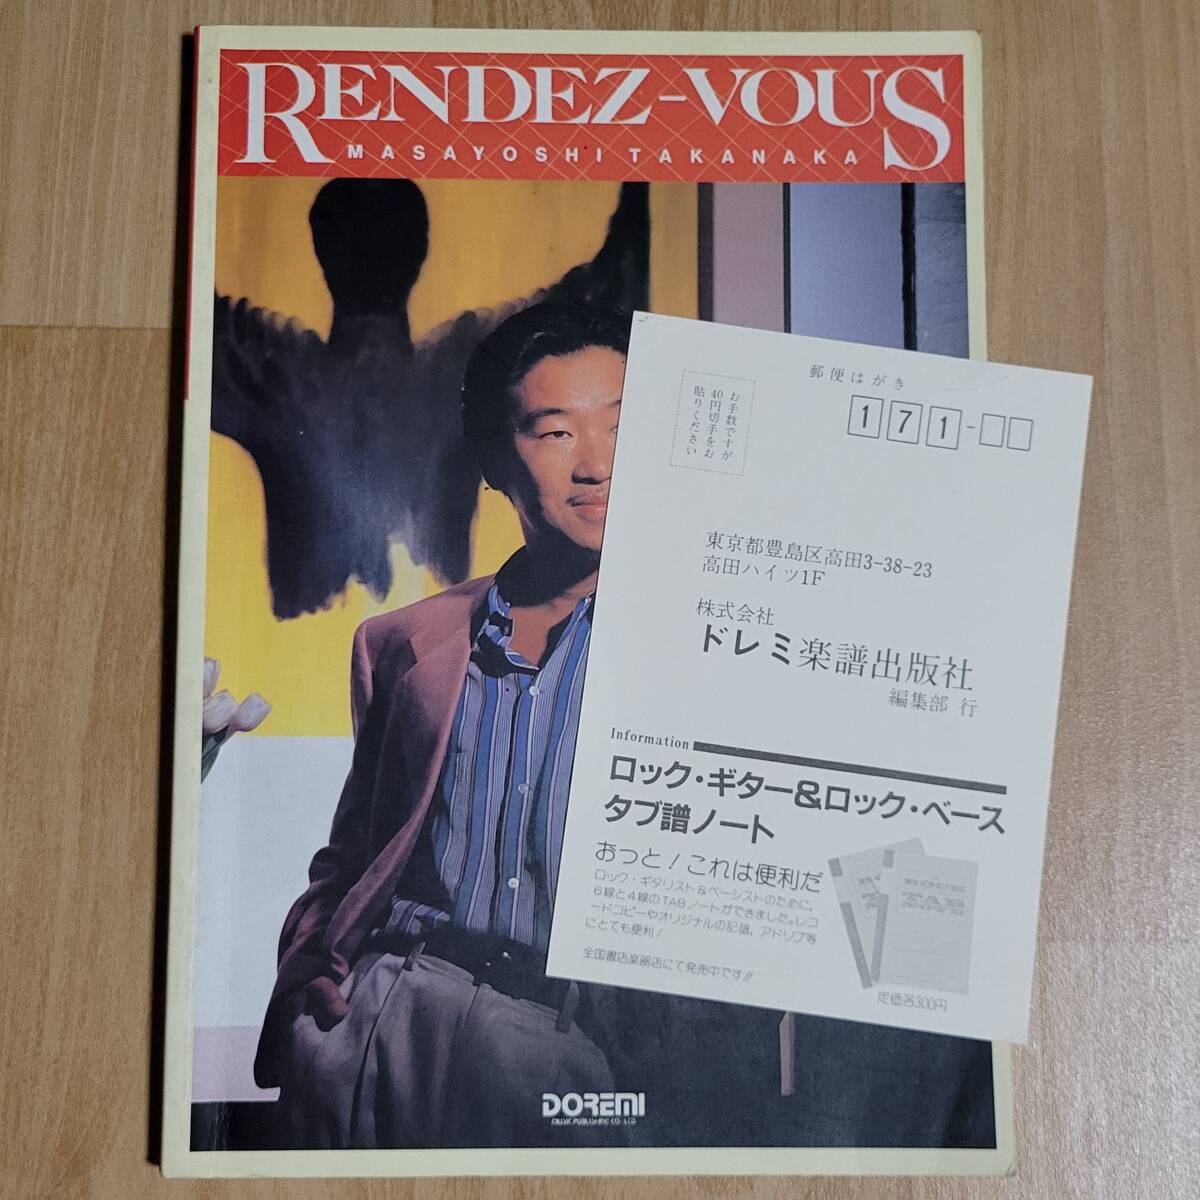 RENDEZ-VOUS
MASAYOSHI TAKANAKA
郵便はがき
お手数ですが
40円切手をお
貼りください
171-
東京都豊島区高田3-38-23
高田ハイツ1F
株式会社
ドレミ楽譜出版社
編集部 行
Information
ロック・ギター&ロック・ベース
タブ譜ノート
おっと!これは便利だ
ロック・ギタリスト&ベーシストのために,
6線と4線のTABノートができました。レコ
ードコピーやオリジナルの記譜,アドリブ等
にとても便利!
全国書店楽器店にて発売中です!!
ROCK
TAB
NOTE
定価各300円
DOREMI
MUSIC PUBLISHING CO. LTD.